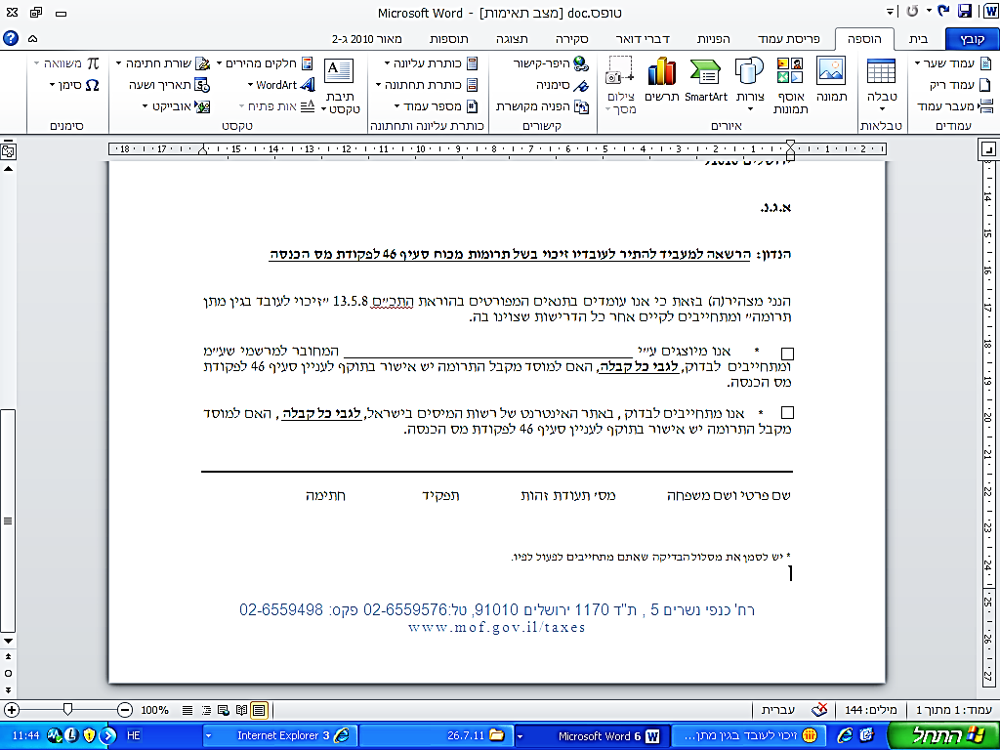 טופס.doc [מצב תאימות] - Microsoft Word
קובץ בית הוספה פריסת עמוד הפניות דברי דואר סקירה תצוגה תוספות מאור 2010 ג-2
עמוד שער
עמוד ריק
מעבר עמוד
עמודים
טבלה
טבלאות
תמונה
אוסף תמונות
צורות
SmartArt
תרשים
צילום מסך
איורים
היפר-קישור
סימניה
הפניה מקושרת
קישורים
כותרת עליונה
כותרת תחתונה
מספר עמוד
כותרת עליונה ותחתונה
תיבת טקסט
חלקים מהירים
WordArt
אות פתיח
שורת חתימה
תאריך ושעה
אובייקט
טקסט
משוואה
סימן
סימנים
א.ג.נ.
הנדון: הרשאה למעביד להתיר לעובדיו זיכוי בשל תרומות מכוח סעיף 46 לפקודת מס הכנסה
הנני מצהיר(ה) בזאת כי אנו עומדים בתנאים המפורטים בהוראת התכ"ם 13.5.8 "זיכוי לעובד בגין מתן
תרומה" ומתחייבים לקיים אחר כל הדרישות שצוינו בה.
* אנו מיוצגים ע"י ______________ המחובר למרשמי שע"מ
ומתחייבים לבדוק, לגבי כל קבלה, האם למוסד מקבל התרומה יש אישור בתוקף לעניין סעיף 46 לפקודת
מס הכנסה.
* אנו מתחייבים לבדוק, באתר האינטרנט של רשות המיסים בישראל, לגבי כל קבלה, האם למוסד
מקבל התרומה יש אישור בתוקף לעניין סעיף 46 לפקודת מס הכנסה.
שם פרטי ושם משפחה מס' תעודת זהות תפקיד חתימה
* יש לסמן את מסלול הבדיקה שאתם מתחייבים לפעול לפיו.
רח' כנפי נשרים 5 , ת"ד 1170 ירושלים 91010, טל:02-6559576 פקס: 02-6559498
www.mof.gov.il/taxes
עמוד: 1 מתוך 1 מילים: 144 עברית 100%
התחל זיכוי לעובד בגין מתן... Microsoft Word 6 26.7.11 Internet Explorer 3 HE 11:44